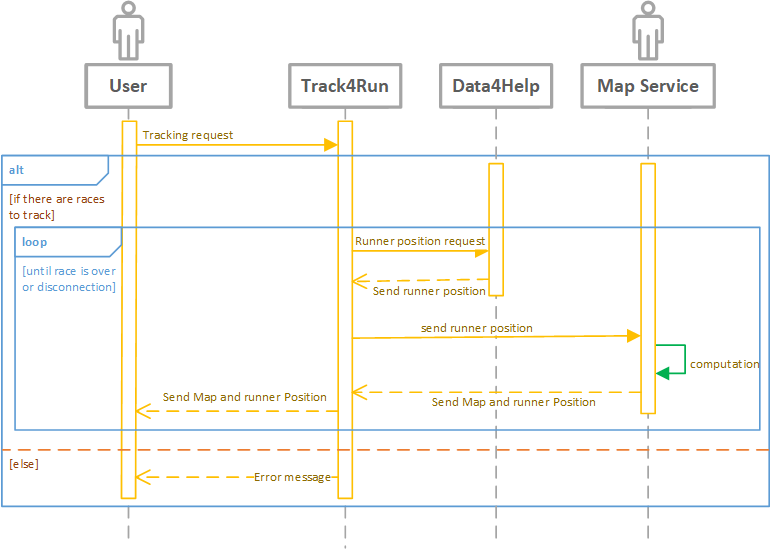 User
Track4Run
Data4Help
Map Service
Tracking request
alt
[if there are races
to track]
loop
[until race is over
or disconnection]
Runner position request
Send runner position
send runner position
computation
Send Map and runner Position
Send Map and runner Position
[else]
Error message